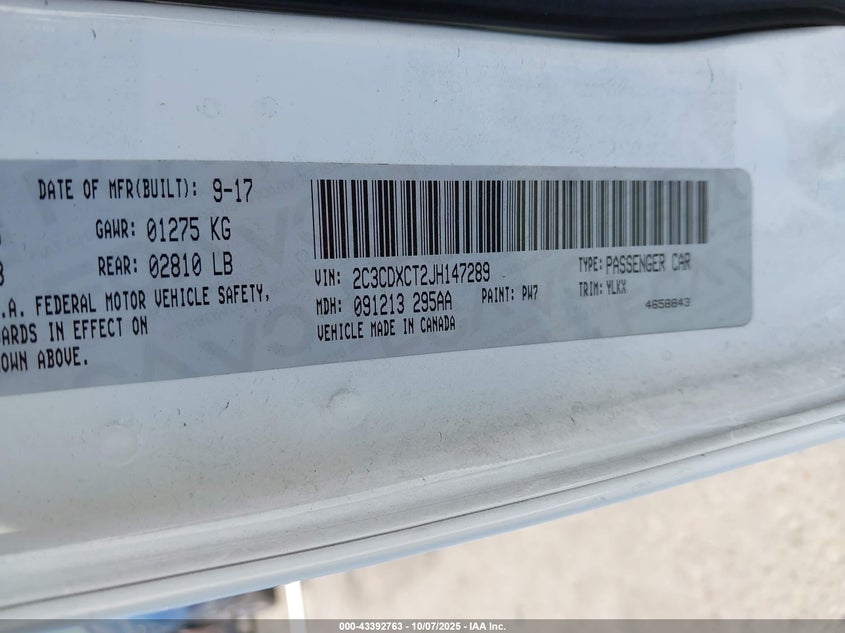 DATE OF MFR(BUILT): 9-17
GAWR: 01275 KG
REAR: 02810 LB
.A. FEDERAL MOTOR VEHICLE SAFETY,
ARDS IN EFFECT ON
OWN ABOVE.
VIN: 2C3CDXCT2JH147289
TYPE: PASSENGER CAR
MDH: 091213 295AA
PAINT: PW7
TRIM: YLKX
VEHICLE MADE IN CANADA
4658843
000-43392763 - 10/07/2025 - IAA Inc.